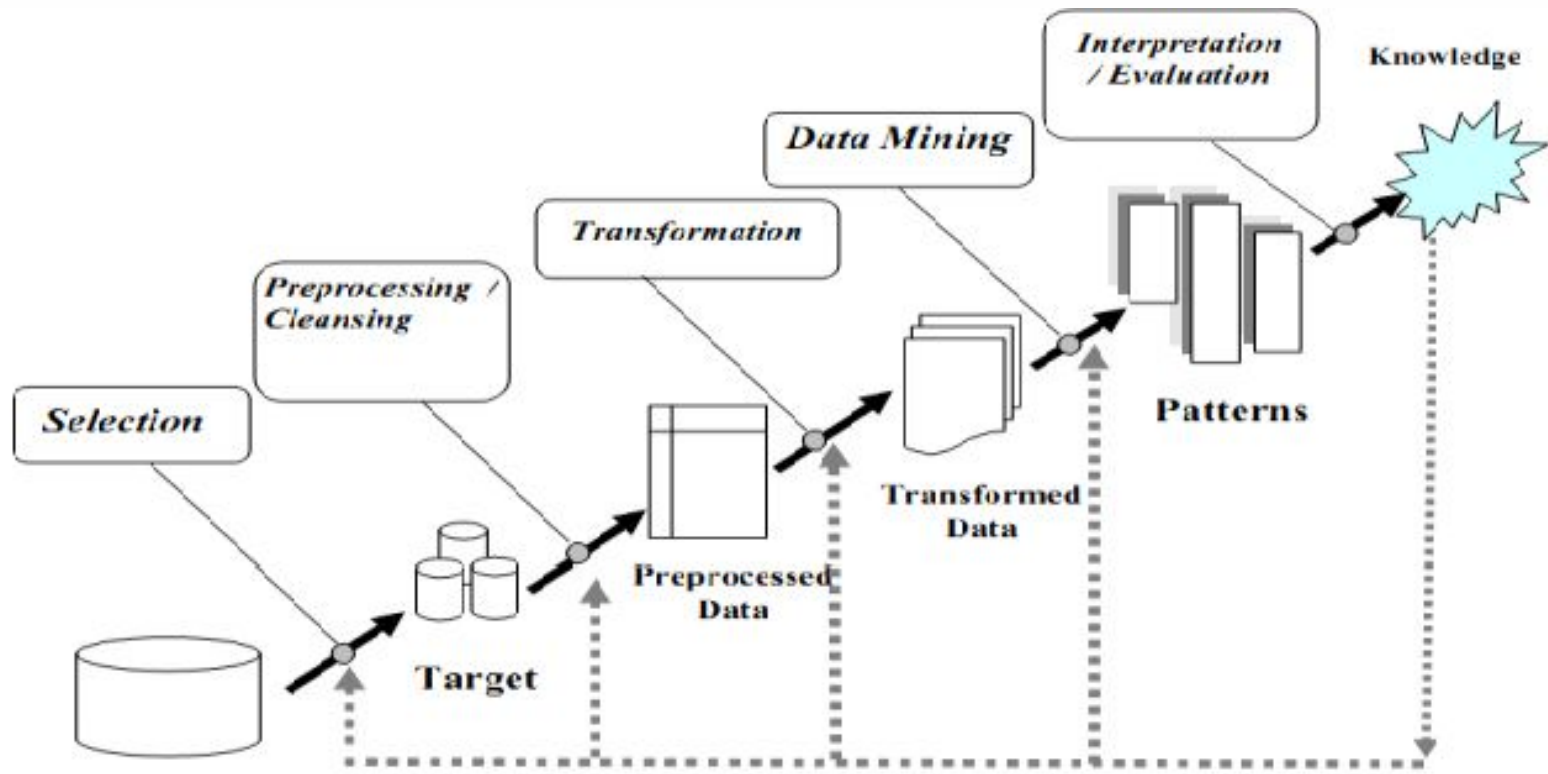 Interpretation
/ Evaluation
Knowledge
Data Mining
Transformation
Preprocessing /
Cleansing
Patterns
Selection
Transformed
Data
Preprocessed
Data
Target